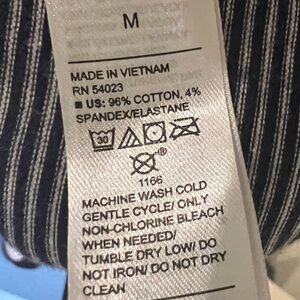 M
MADE IN VIETNAM
RN 54023
■ US: 96% COTTON, 4%
SPANDEX/ELASTANE
30
®
1166
MACHINE WASH COLD
GENTLE CYCLE/ ONLY
NON-CHLORINE BLEACH
WHEN NEEDED/
TUMBLE DRY LOW/ DO
NOT IRON/ DO NOT DRY
CLEAN